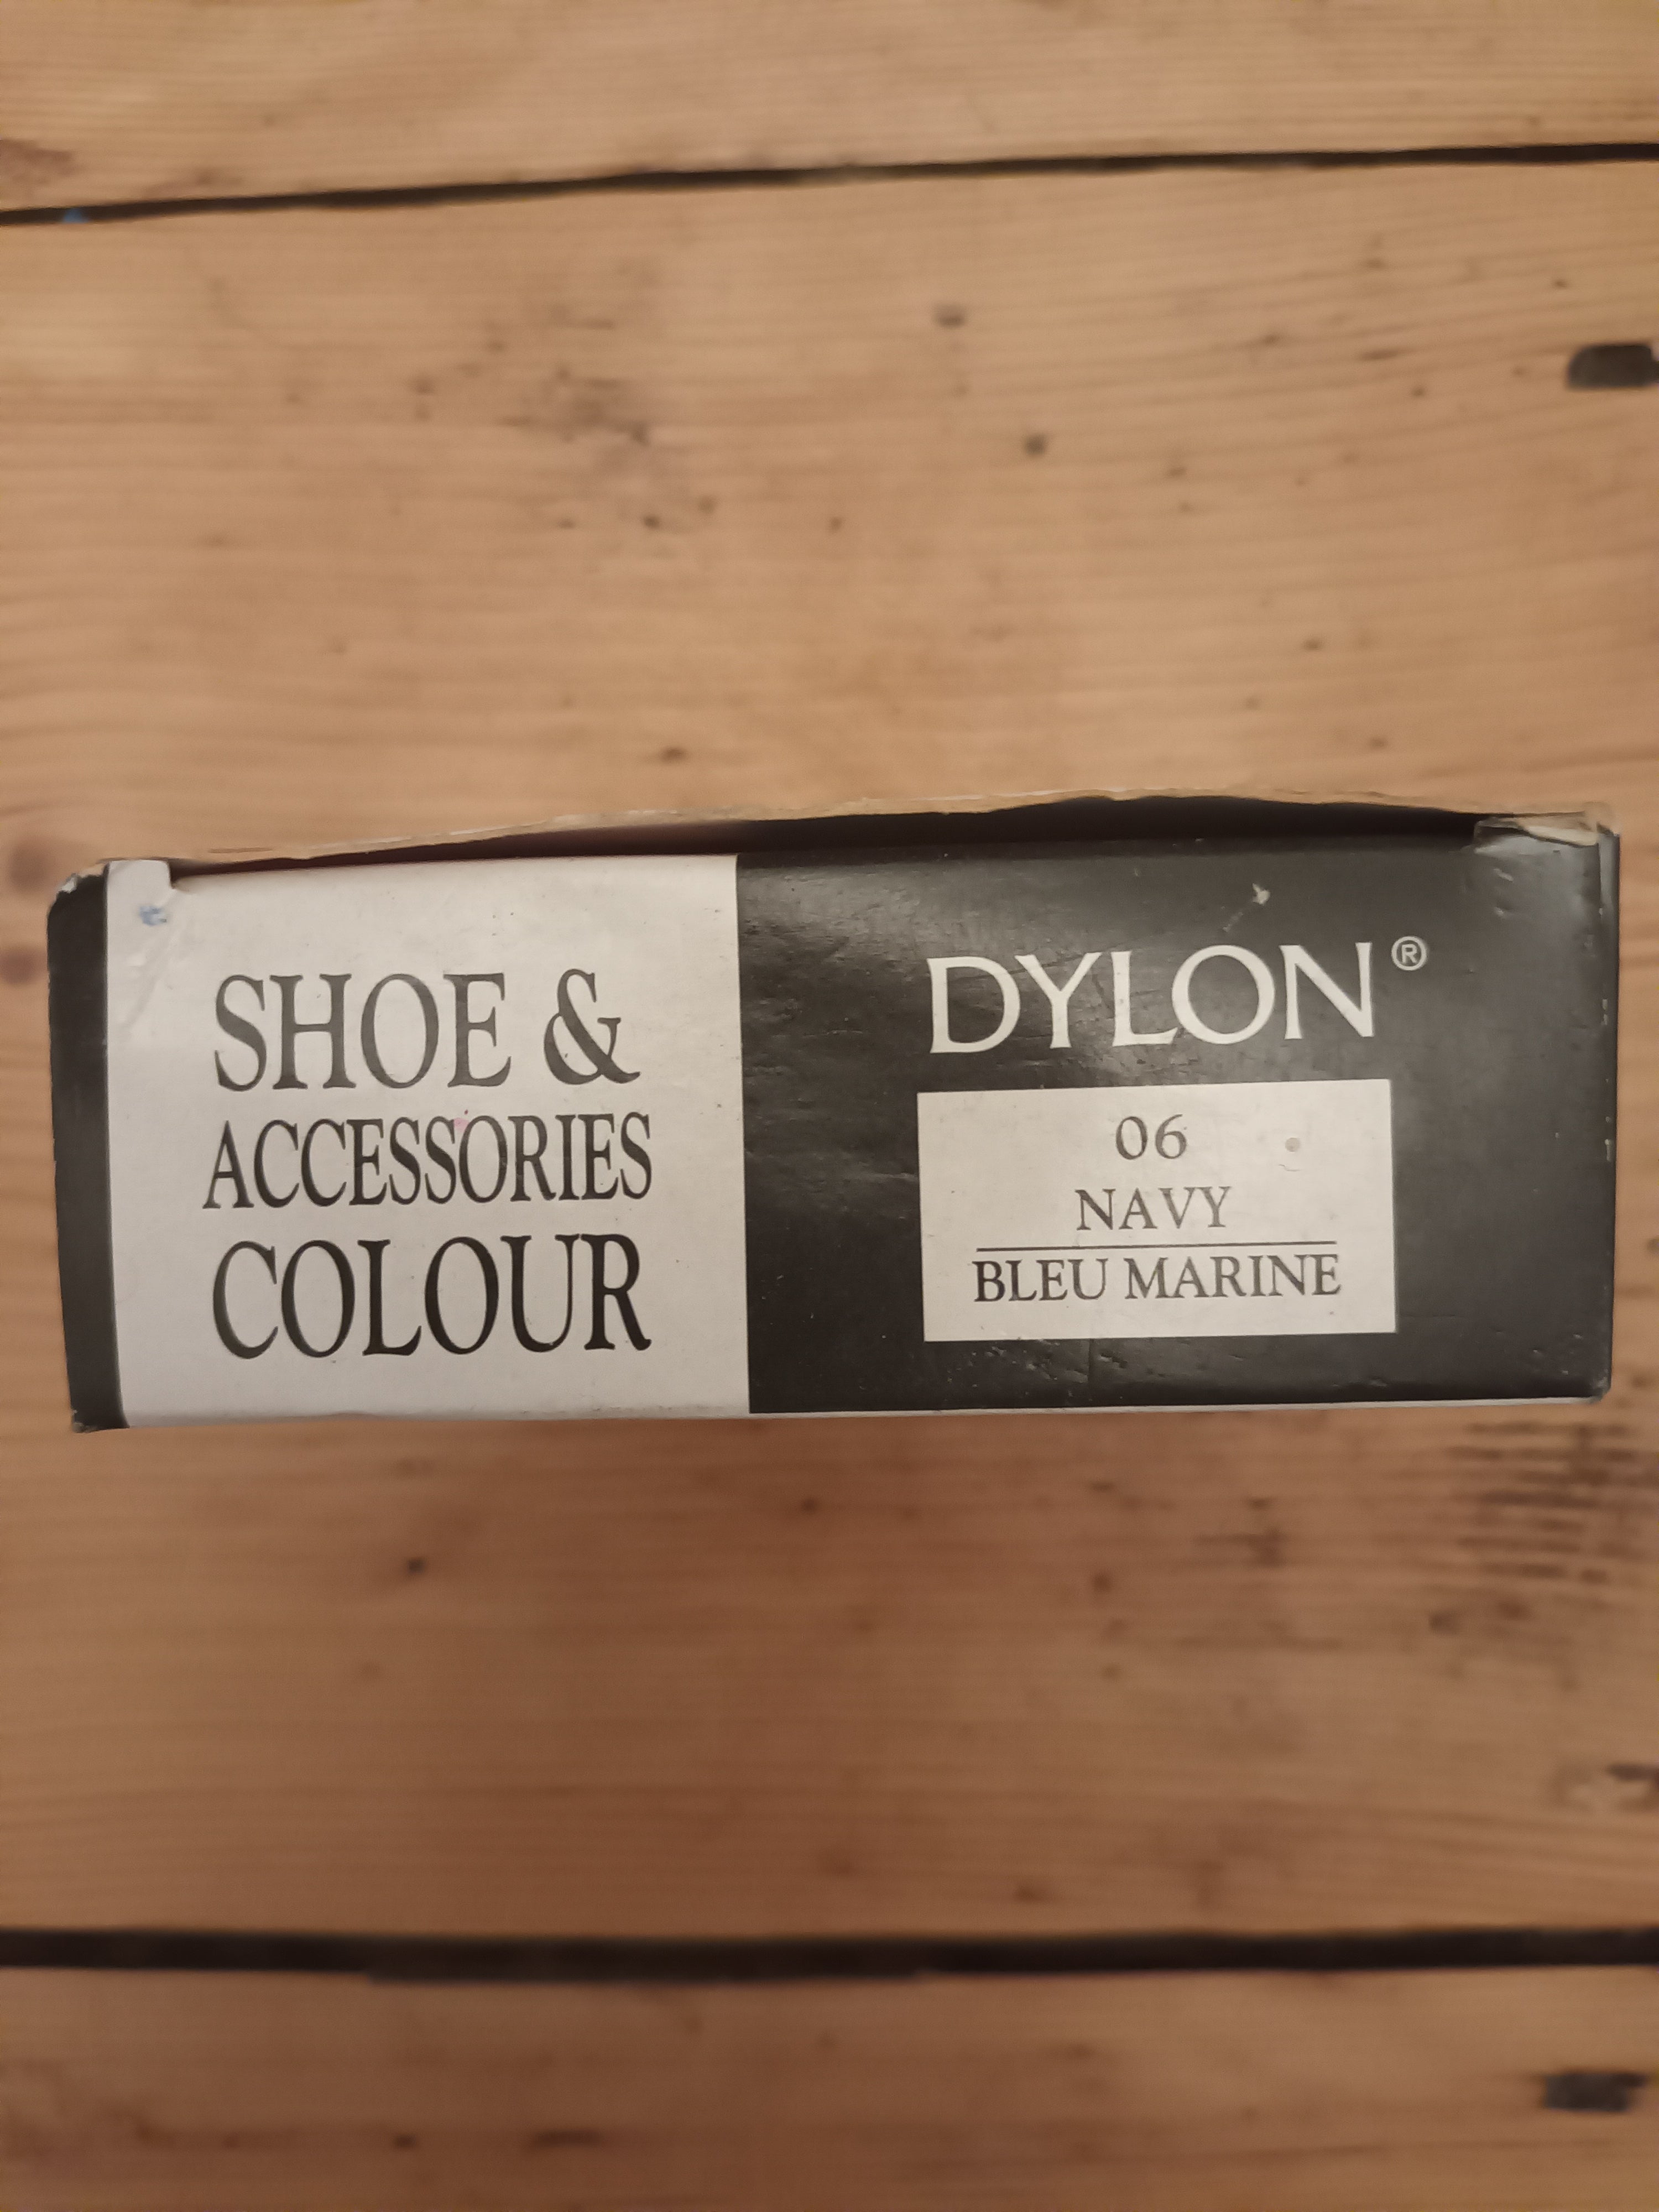 SHOE &
ACCESSORIES
COLOUR
DYLON®
06
NAVY
BLEU MARINE